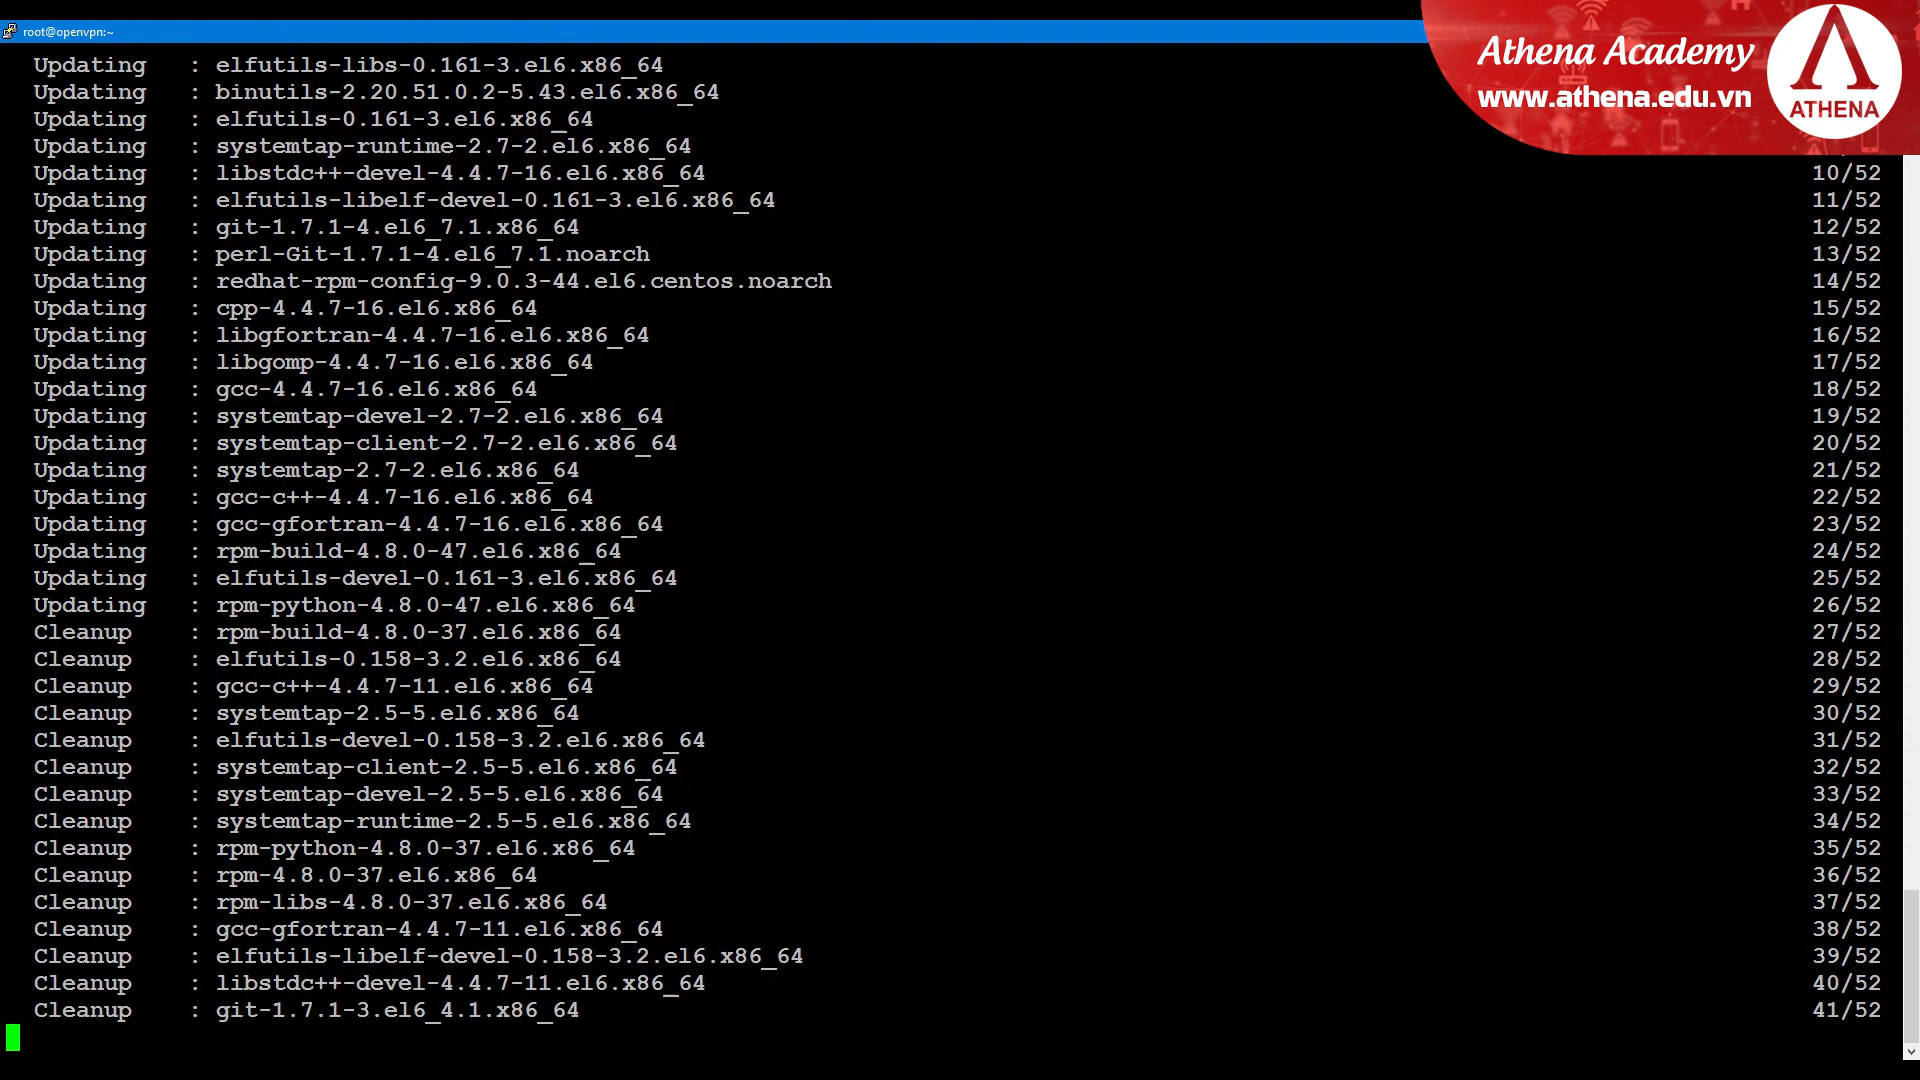 root@openvpn:~
Athena Academy
www.athena.edu.vn
ATHENA
Updating : elfutils-libs-0.161-3.el6.x86_64
Updating : binutils-2.20.51.0.2-5.43.el6.x86_64
Updating : elfutils-0.161-3.el6.x86_64
Updating : systemtap-runtime-2.7-2.el6.x86_64
Updating : libstdc++-devel-4.4.7-16.el6.x86_64 10/52
Updating : elfutils-libelf-devel-0.161-3.el6.x86_64 11/52
Updating : git-1.7.1-4.el6_7.1.x86_64 12/52
Updating : perl-Git-1.7.1-4.el6_7.1.noarch 13/52
Updating : redhat-rpm-config-9.0.3-44.el6.centos.noarch 14/52
Updating : cpp-4.4.7-16.el6.x86_64 15/52
Updating : libgfortran-4.4.7-16.el6.x86_64 16/52
Updating : libgomp-4.4.7-16.el6.x86_64 17/52
Updating : gcc-4.4.7-16.el6.x86_64 18/52
Updating : systemtap-devel-2.7-2.el6.x86_64 19/52
Updating : systemtap-client-2.7-2.el6.x86_64 20/52
Updating : systemtap-2.7-2.el6.x86_64 21/52
Updating : gcc-c++-4.4.7-16.el6.x86_64 22/52
Updating : gcc-gfortran-4.4.7-16.el6.x86_64 23/52
Updating : rpm-build-4.8.0-47.el6.x86_64 24/52
Updating : elfutils-devel-0.161-3.el6.x86_64 25/52
Updating : rpm-python-4.8.0-47.el6.x86_64 26/52
Cleanup : rpm-build-4.8.0-37.el6.x86_64 27/52
Cleanup : elfutils-0.158-3.2.el6.x86_64 28/52
Cleanup : gcc-c++-4.4.7-11.el6.x86_64 29/52
Cleanup : systemtap-2.5-5.el6.x86_64 30/52
Cleanup : elfutils-devel-0.158-3.2.el6.x86_64 31/52
Cleanup : systemtap-client-2.5-5.el6.x86_64 32/52
Cleanup : systemtap-devel-2.5-5.el6.x86_64 33/52
Cleanup : systemtap-runtime-2.5-5.el6.x86_64 34/52
Cleanup : rpm-python-4.8.0-37.el6.x86_64 35/52
Cleanup : rpm-4.8.0-37.el6.x86_64 36/52
Cleanup : rpm-libs-4.8.0-37.el6.x86_64 37/52
Cleanup : gcc-gfortran-4.4.7-11.el6.x86_64 38/52
Cleanup : elfutils-libelf-devel-0.158-3.2.el6.x86_64 39/52
Cleanup : libstdc++-devel-4.4.7-11.el6.x86_64 40/52
Cleanup : git-1.7.1-3.el6_4.1.x86_64 41/52